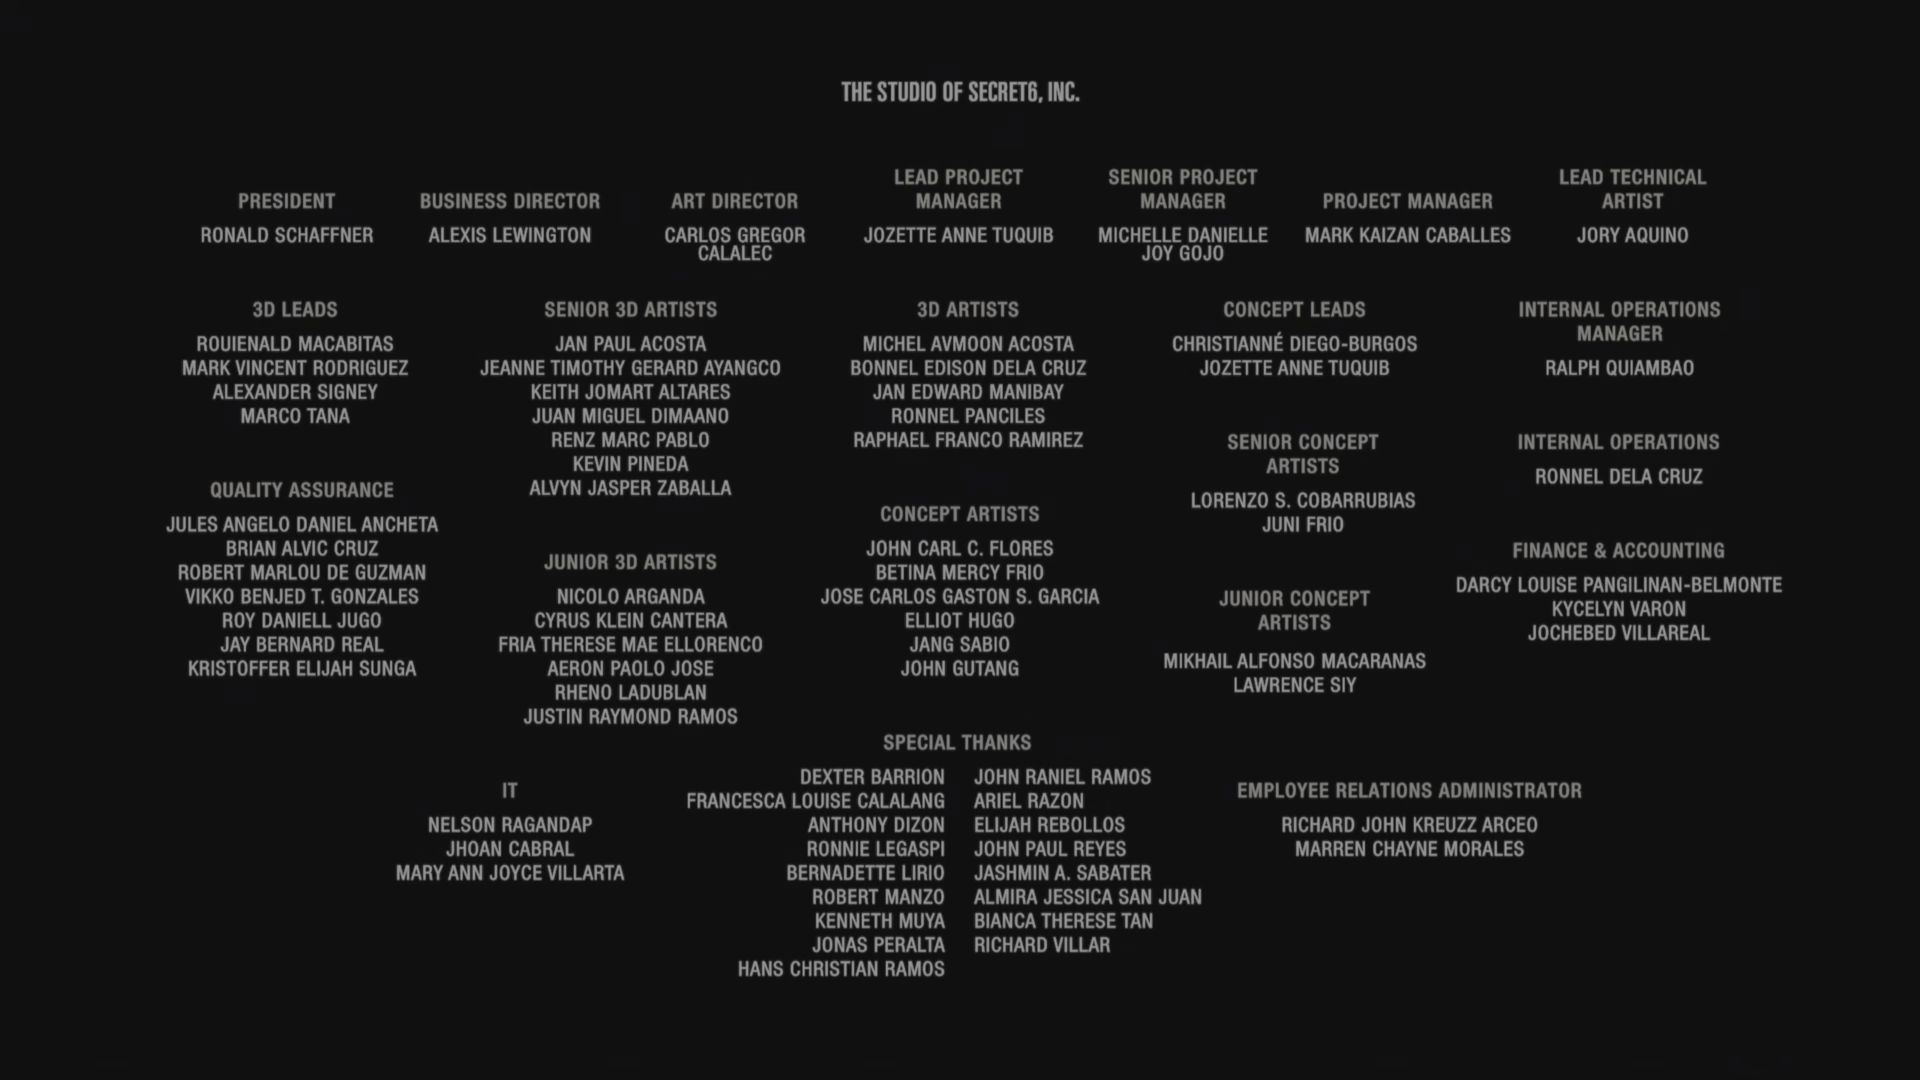 THE STUDIO OF SECRET6, INC.
PRESIDENT
RONALD SCHAFFNER
BUSINESS DIRECTOR
ALEXIS LEWINGTON
ART DIRECTOR
CARLOS GREGOR
CALALEC
LEAD PROJECT
MANAGER
JOZETTE ANNE TUQUIB
SENIOR PROJECT
MANAGER
MICHELLE DANIELLE
JOY GOJO
PROJECT MANAGER
MARK KAIZAN CABALLES
LEAD TECHNICAL
ARTIST
JORY AQUINO
3D LEADS
ROUIENALD MACABITAS
MARK VINCENT RODRIGUEZ
ALEXANDER SIGNEY
MARCO TANA
QUALITY ASSURANCE
JULES ANGELO DANIEL ANCHETA
BRIAN ALVIC CRUZ
ROBERT MARLOU DE GUZMAN
VIKKO BENJED T. GONZALES
ROY DANIELL JUGO
JAY BERNARD REAL
KRISTOFFER ELIJAH SUNGA
SENIOR 3D ARTISTS
JAN PAUL ACOSTA
JEANNE TIMOTHY GERARD AYANGCO
KEITH JOMART ALTARES
JUAN MIGUEL DIMAANO
RENZ MARC PABLO
KEVIN PINEDA
ALVYN JASPER ZABALLA
JUNIOR 3D ARTISTS
NICOLO ARGANDA
CYRUS KLEIN CANTERA
FRIA THERESE MAE ELLORENCO
AERON PAOLO JOSE
RHENO LADUBLAN
JUSTIN RAYMOND RAMOS
3D ARTISTS
MICHEL AVMOON ACOSTA
BONNEL EDISON DELA CRUZ
JAN EDWARD MANIBAY
RONNEL PANCILES
RAPHAEL FRANCO RAMIREZ
CONCEPT ARTISTS
JOHN CARL C. FLORES
BETINA MERCY FRIO
JOSE CARLOS GASTON S. GARCIA
ELLIOT HUGO
JANG SABIO
JOHN GUTANG
CONCEPT LEADS
CHRISTIANNÉ DIEGO-BURGOS
JOZETTE ANNE TUQUIB
SENIOR CONCEPT
ARTISTS
LORENZO S. COBARRUBIAS
JUNI FRIO
JUNIOR CONCEPT
ARTISTS
MIKHAIL ALFONSO MACARANAS
LAWRENCE SIY
INTERNAL OPERATIONS
MANAGER
RALPH QUIAMBAO
INTERNAL OPERATIONS
RONNEL DELA CRUZ
FINANCE & ACCOUNTING
DARCY LOUISE PANGILINAN-BELMONTE
KYCELYN VARON
JOCHEBED VILLAREAL
IT
NELSON RAGANDAP
JHOAN CABRAL
MARY ANN JOYCE VILLARTA
SPECIAL THANKS
DEXTER BARRION
FRANCESCA LOUISE CALALANG
ANTHONY DIZON
RONNIE LEGASPI
BERNADETTE LIRIO
ROBERT MANZO
KENNETH MUYA
JONAS PERALTA
HANS CHRISTIAN RAMOS
JOHN RANIEL RAMOS
ARIEL RAZON
ELIJAH REBOLLOS
JOHN PAUL REYES
JASHMIN A. SABATER
ALMIRA JESSICA SAN JUAN
BIANCA THERESE TAN
RICHARD VILLAR
EMPLOYEE RELATIONS ADMINISTRATOR
RICHARD JOHN KREUZZ ARCEO
MARREN CHAYNE MORALES